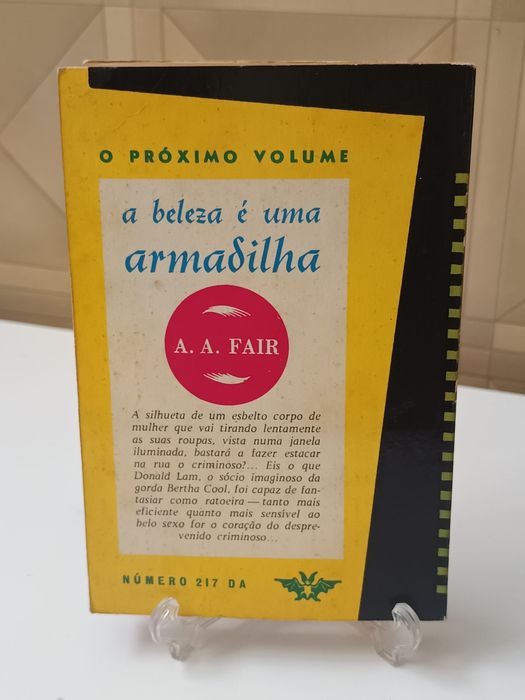 O PRÓXIMO VOLUME
a beleza é uma
armadilha
A. A. FAIR
A silhueta de um esbelto corpo de
mulher que vai tirando lentamente
as suas roupas, vista numa janela
iluminada, bastará a fazer estacar
na rua o criminoso?... Eis o que
Donald Lam, o sócio imaginoso da
gorda Bertha Cool, foi capaz de fan-
tasiar como ratoeira — tanto mais
eficiente quanto mais sensível ao
belo sexo for o coração do despre-
venido criminoso...
NÚMERO 217 DA